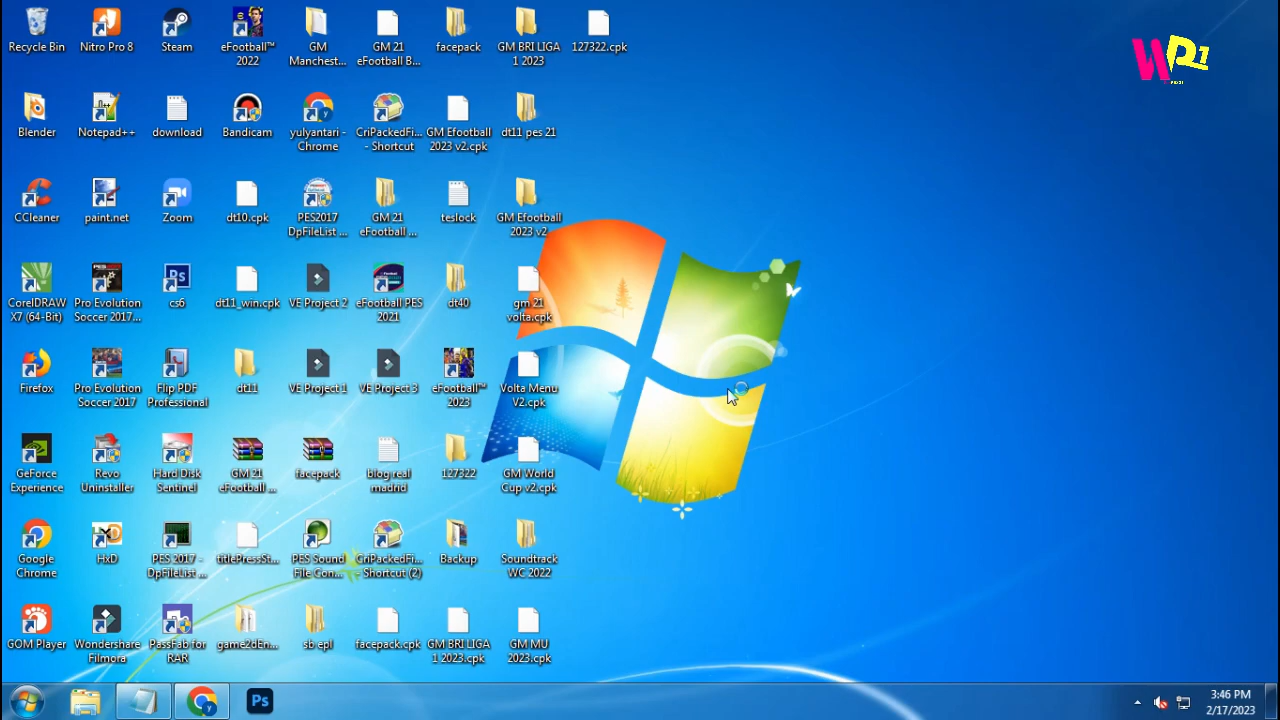 Recycle Bin
Nitro Pro 8
Steam
eFootball™
2022
GM
Manchest...
GM 21
eFootball B...
facepack
GM BRI LIGA
1 2023
127322.cpk
Blender
Notepad++
download
Bandicam
yulyantari -
Chrome
CriPackedFi...
- Shortcut
GM Efootball
2023 v2.cpk
dt11 pes 21
CCleaner
paint.net
Zoom
dt10.cpk
PES2017
DpFileList ...
GM 21
eFootball ...
teslock
GM Efootball
2023 v2
CorelDRAW
X7 (64-Bit)
Pro Evolution
Soccer 2017...
cs6
dt11_win.cpk
VE Project 2
eFootball PES
2021
dt40
gm 21
volta.cpk
Firefox
Pro Evolution
Soccer 2017
Flip PDF
Professional
dt11
VE Project 1
VE Project 3
eFootball™
2023
Volta Menu
V2.cpk
GeForce
Experience
Revo
Uninstaller
Hard Disk
Sentinel
GM 21
eFootball ...
facepack
blog real
madrid
127322
GM World
Cup v2.cpk
Google
Chrome
HxD
PES 2017 -
DpFileList ...
titlePressSt...
PES Sound
File Con...
CriPackedFi...
- Shortcut (2)
Backup
Soundtrack
WC 2022
GOM Player
Wondershare
Filmora
PassFab for
RAR
game2dEn...
sb epl
facepack.cpk
GM BRI LIGA
1 2023.cpk
GM MU
2023.cpk
Ps
3:46 PM
2/17/2023